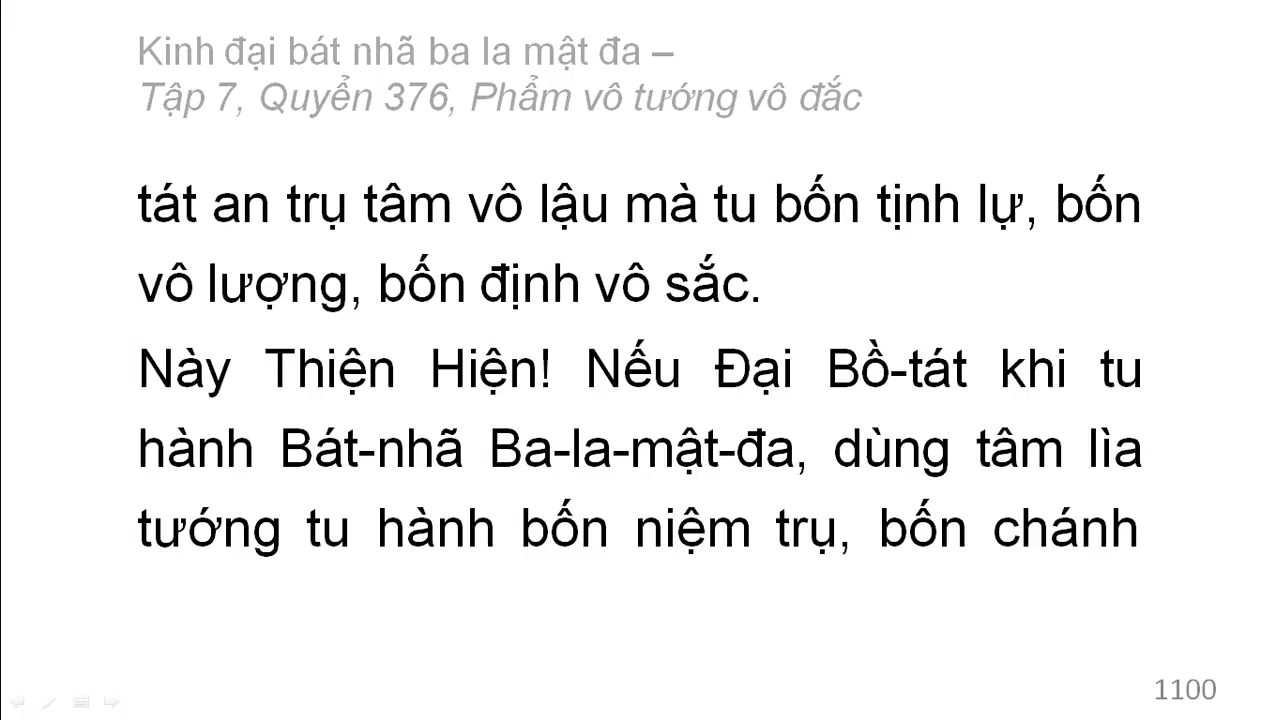 Kinh đại bát nhã ba la mật đa –
Tập 7, Quyển 376, Phẩm vô tướng vô đắc
tát an trụ tâm vô lậu mà tu bốn tịnh lự, bốn
vô lượng, bốn định vô sắc.
Này Thiện Hiện! Nếu Đại Bồ-tát khi tu
hành Bát-nhã Ba-la-mật-đa, dùng tâm lìa
tướng tu hành bốn niệm trụ, bốn chánh
1100